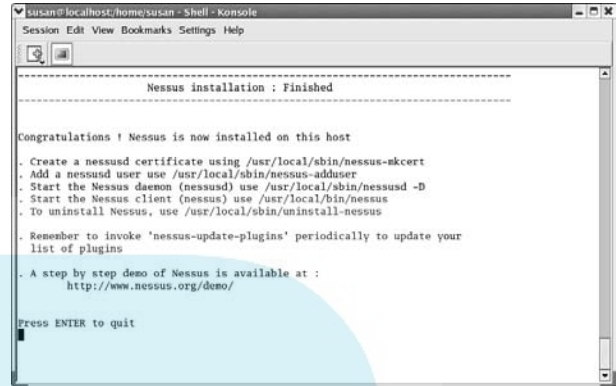 susan@localhost:/home/susan - Shell - Konsole
Session Edit View Bookmarks Settings Help
--------------------------------------------------------------------------------
Nessus installation : Finished
--------------------------------------------------------------------------------
Congratulations ! Nessus is now installed on this host
. Create a nessusd certificate using /usr/local/sbin/nessus-mkcert
. Add a nessusd user use /usr/local/sbin/nessus-adduser
. Start the Nessus daemon (nessusd) use /usr/local/sbin/nessusd -D
. Start the Nessus client (nessus) use /usr/local/bin/nessus
. To uninstall Nessus, use /usr/local/sbin/uninstall-nessus
. Remember to invoke 'nessus-update-plugins' periodically to update your
list of plugins
. A step by step demo of Nessus is available at :
http://www.nessus.org/demo/
Press ENTER to quit